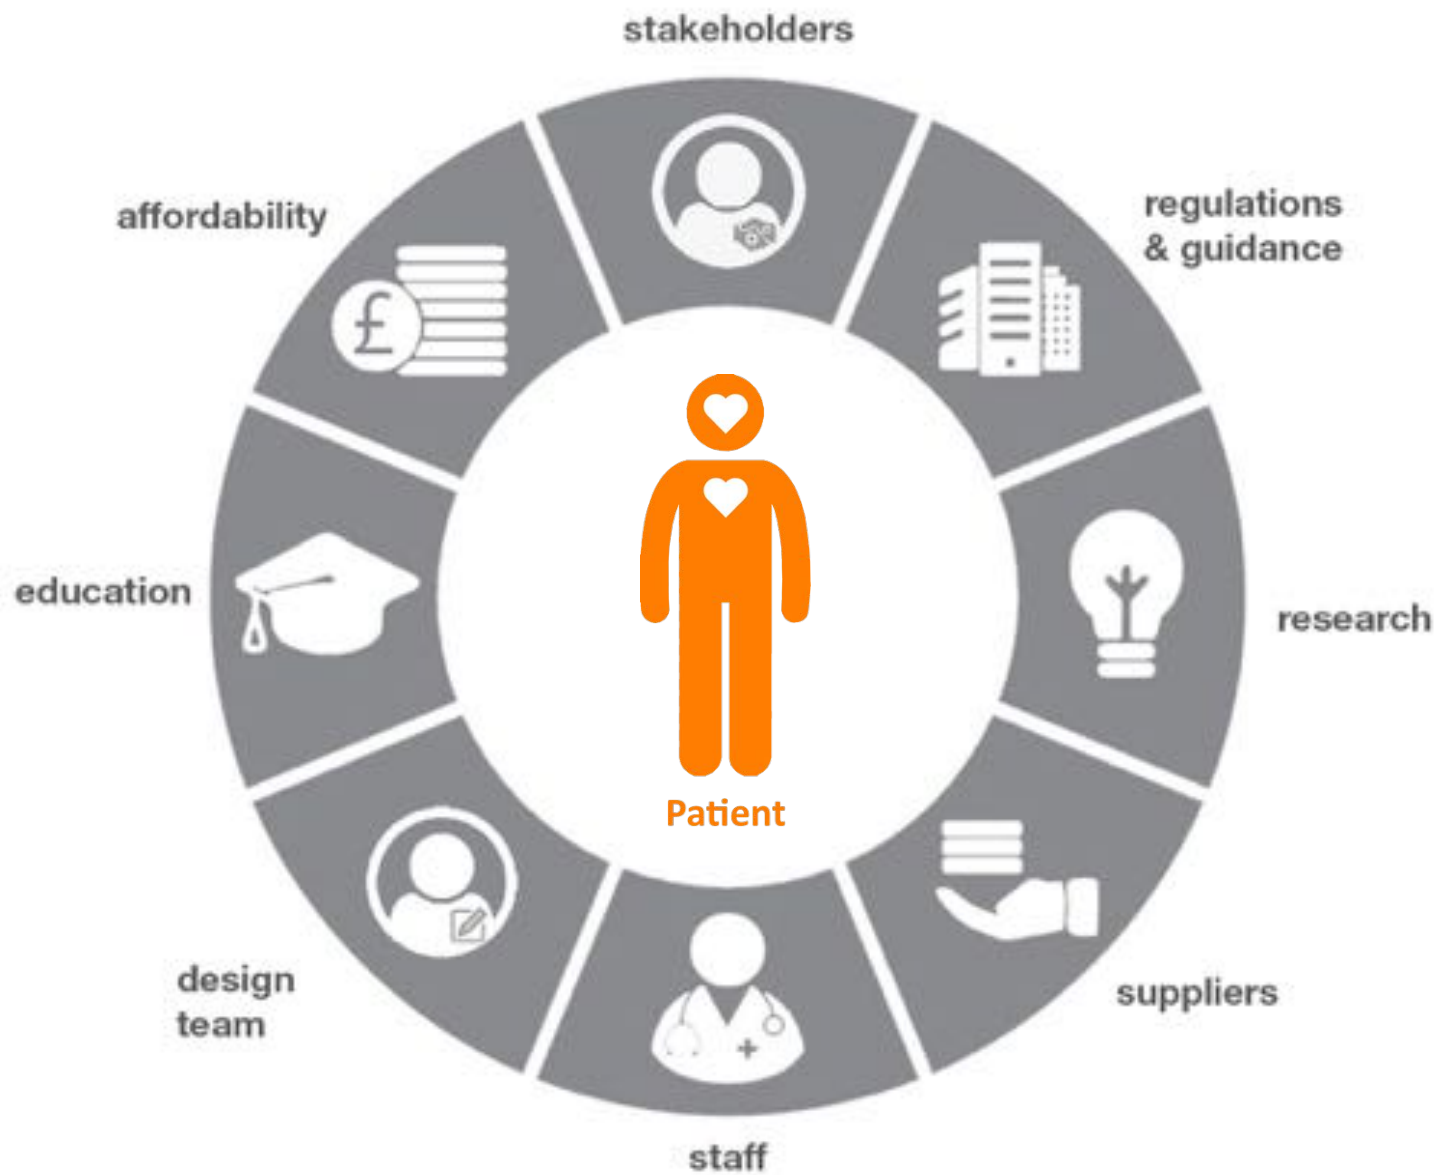 stakeholders
affordability
regulations
& guidance
£
education
research
Patient
design
team
suppliers
staff